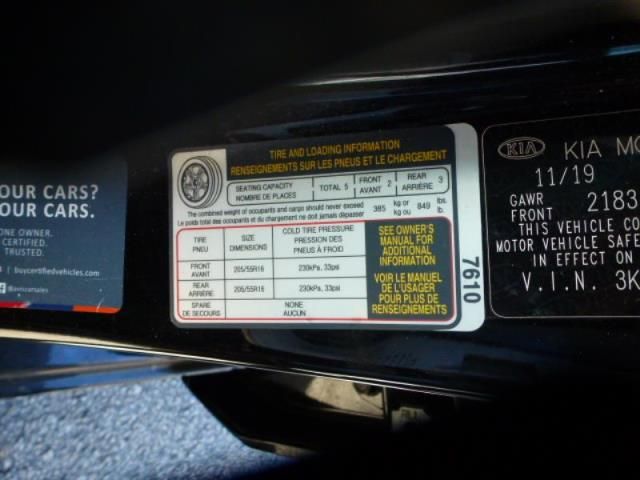 UR CARS?
OUR CARS.
ONE OWNER.
CERTIFIED.
TRUSTED.
buycertifiedvehicles.com
TIRE AND LOADING INFORMATION
RENSEIGNEMENTS SUR LES PNEUS ET LE CHARGEMENT
SEATING CAPACITY
NOMBRE DE PLACES
TOTAL 5
FRONT
AVANT 2
REAR
ARRIÈRE 3
The combined weight of occupants and cargo should never exceed
Le poids total des occupants et du chargement ne doit jamais dépasser
385 kg or
kg ou 849 lbs.
lb.
TIRE
PNEU
SIZE
DIMENSIONS
COLD TIRE PRESSURE
PRESSION DES
PNEUS À FROID
FRONT
AVANT
205/55R16
230kPa, 33psi
REAR
ARRIÈRE
205/55R16
230kPa, 33psi
SPARE
DE SECOURS
NONE
AUCUN
SEE OWNER'S
MANUAL FOR
ADDITIONAL
INFORMATION
VOIR LE MANUEL
DE L'USAGER
POUR PLUS DE
RENSEIGNEMENTS
7610
KIA KIA MO
11/19
GAWR
FRONT 2183
THIS VEHICLE CO
MOTOR VEHICLE SAFE
IN EFFECT ON
V.I.N. 3K